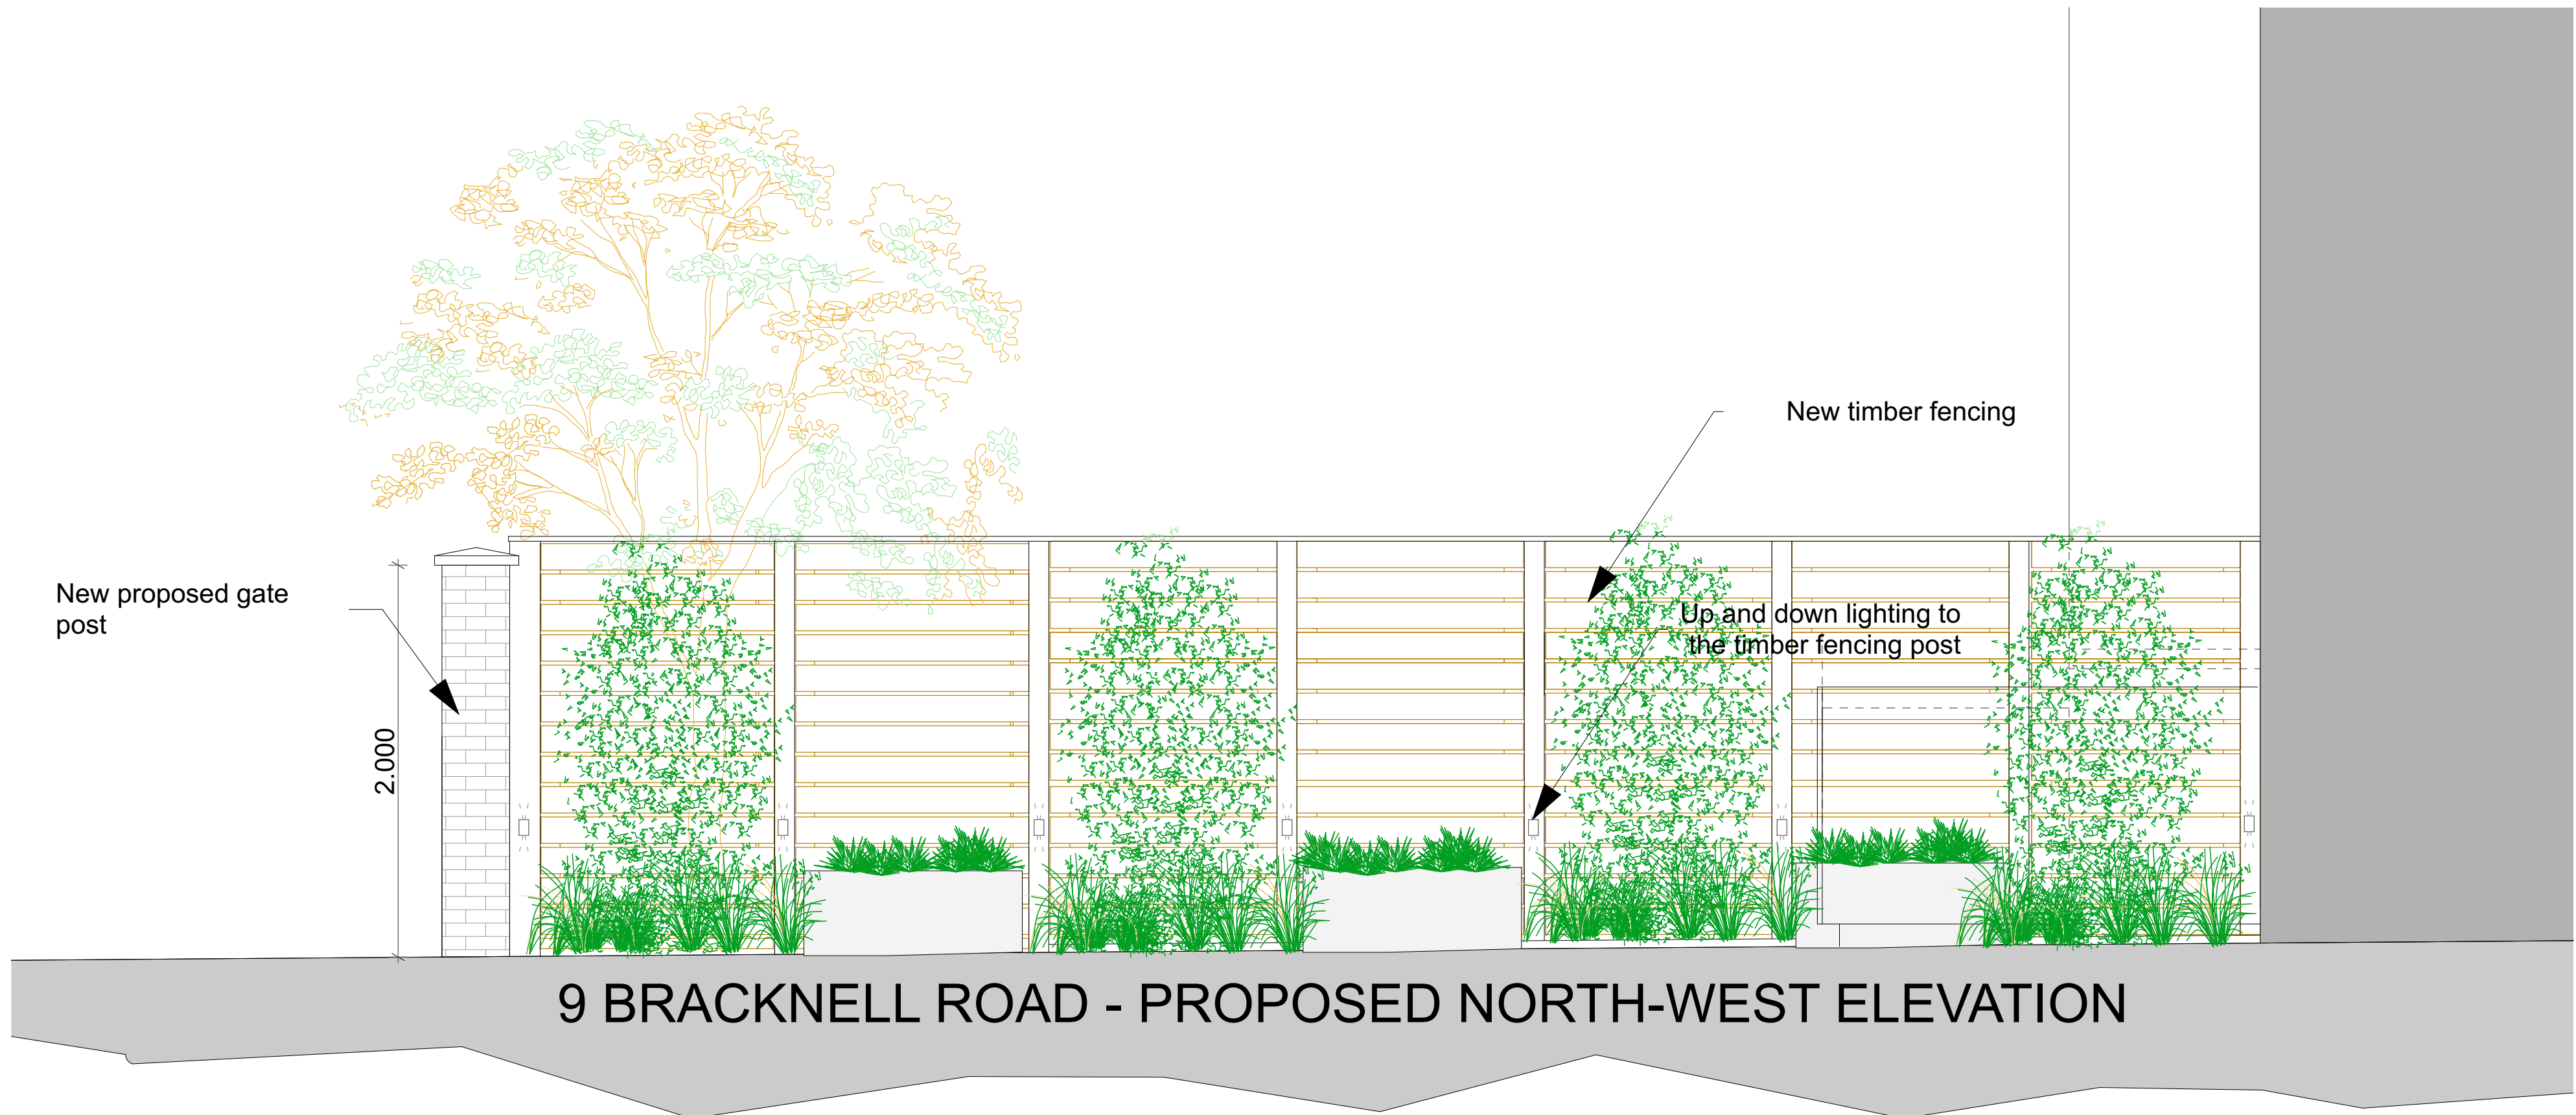 New timber fencing
New proposed gate
post
Up and down lighting to
the timber fencing post
2.000
9 BRACKNELL ROAD - PROPOSED NORTH-WEST ELEVATION